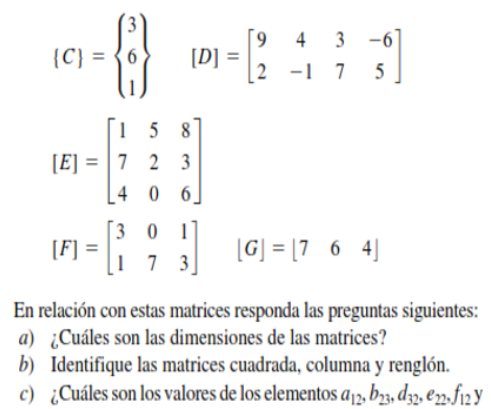 {C} = {3 6 1} [D] = [9 4 3 −6
2 −1 7 5]
[E] = [1 5 8
7 2 3
4 0 6]
[F] = [3 0 1
1 7 3] ⌊G⌋ = ⌊7 6 4⌋
En relación con estas matrices responda las preguntas siguientes:
a) ¿Cuáles son las dimensiones de las matrices?
b) Identifique las matrices cuadrada, columna y renglón.
c) ¿Cuáles son los valores de los elementos a₁₂, b₂₃, d₃₂, e₂₂, f₁₂ y